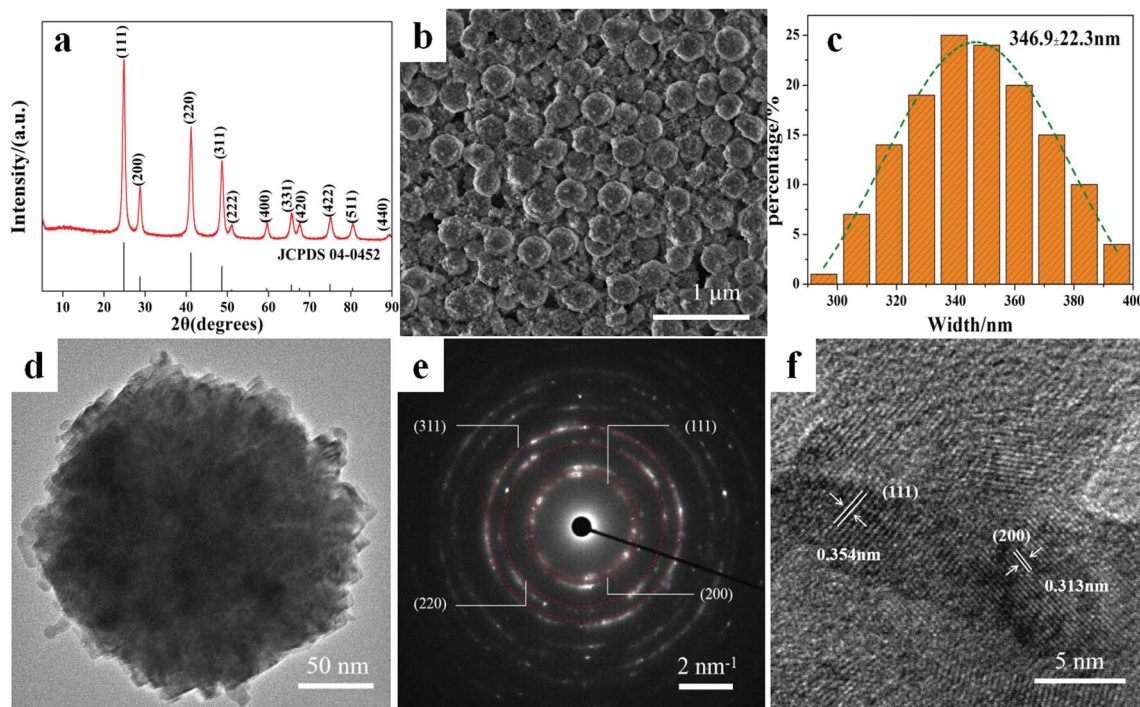 a
Intensity/(a.u.)
(111)
(200)
(220)
(311)
(222)
(400)
(331)
(420)
(422)
(511)
(440)
JCPDS 04-0452
10 20 30 40 50 60 70 80 90
2θ(degrees)
b
1 μm
c
346.9±22.3nm
percentage/%
25
20
15
10
5
0
300 320 340 360 380 400
Width/nm
d
50 nm
e
(311) (111)
(220) (200)
2 nm-1
f
(111)
0.354nm
(200)
0.313nm
5 nm